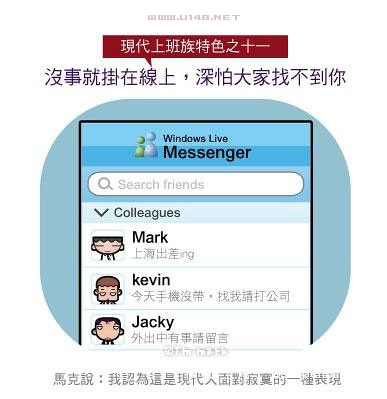 www.U148.NET
現代上班族特色之十一
沒事就掛在線上，深怕大家找不到你
Windows Live
Messenger
Search friends
Colleagues
Mark
上海出差ing
kevin
今天手機沒帶，找我請打公司
Jacky
外出中有事請留言
馬克說：我認為這是現代人面對寂寞的一種表現